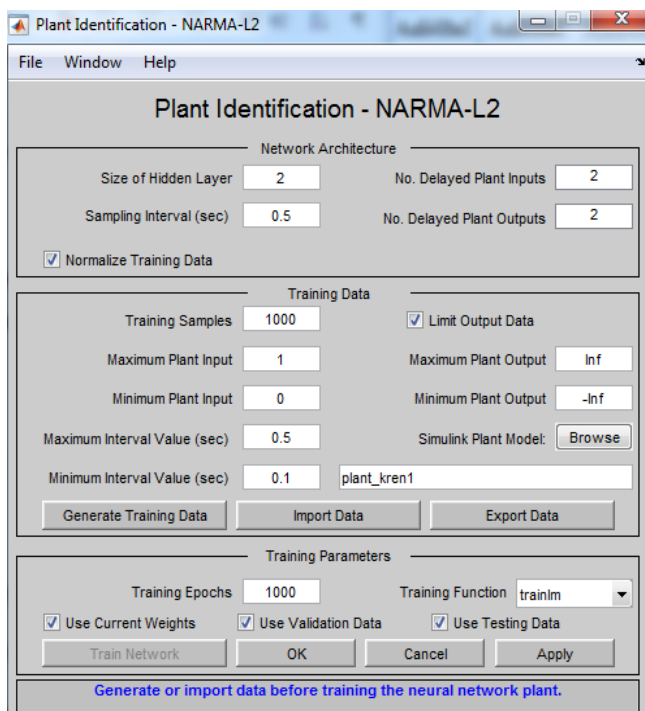 Plant Identification - NARMA-L2
File Window Help
Plant Identification - NARMA-L2
Network Architecture
Size of Hidden Layer 2 No. Delayed Plant Inputs 2
Sampling Interval (sec) 0.5 No. Delayed Plant Outputs 2
Normalize Training Data
Training Data
Training Samples 1000 Limit Output Data
Maximum Plant Input 1 Maximum Plant Output Inf
Minimum Plant Input 0 Minimum Plant Output -Inf
Maximum Interval Value (sec) 0.5 Simulink Plant Model: Browse
Minimum Interval Value (sec) 0.1 plant_kren1
Generate Training Data Import Data Export Data
Training Parameters
Training Epochs 1000 Training Function trainlm
Use Current Weights Use Validation Data Use Testing Data
Train Network OK Cancel Apply
Generate or import data before training the neural network plant.